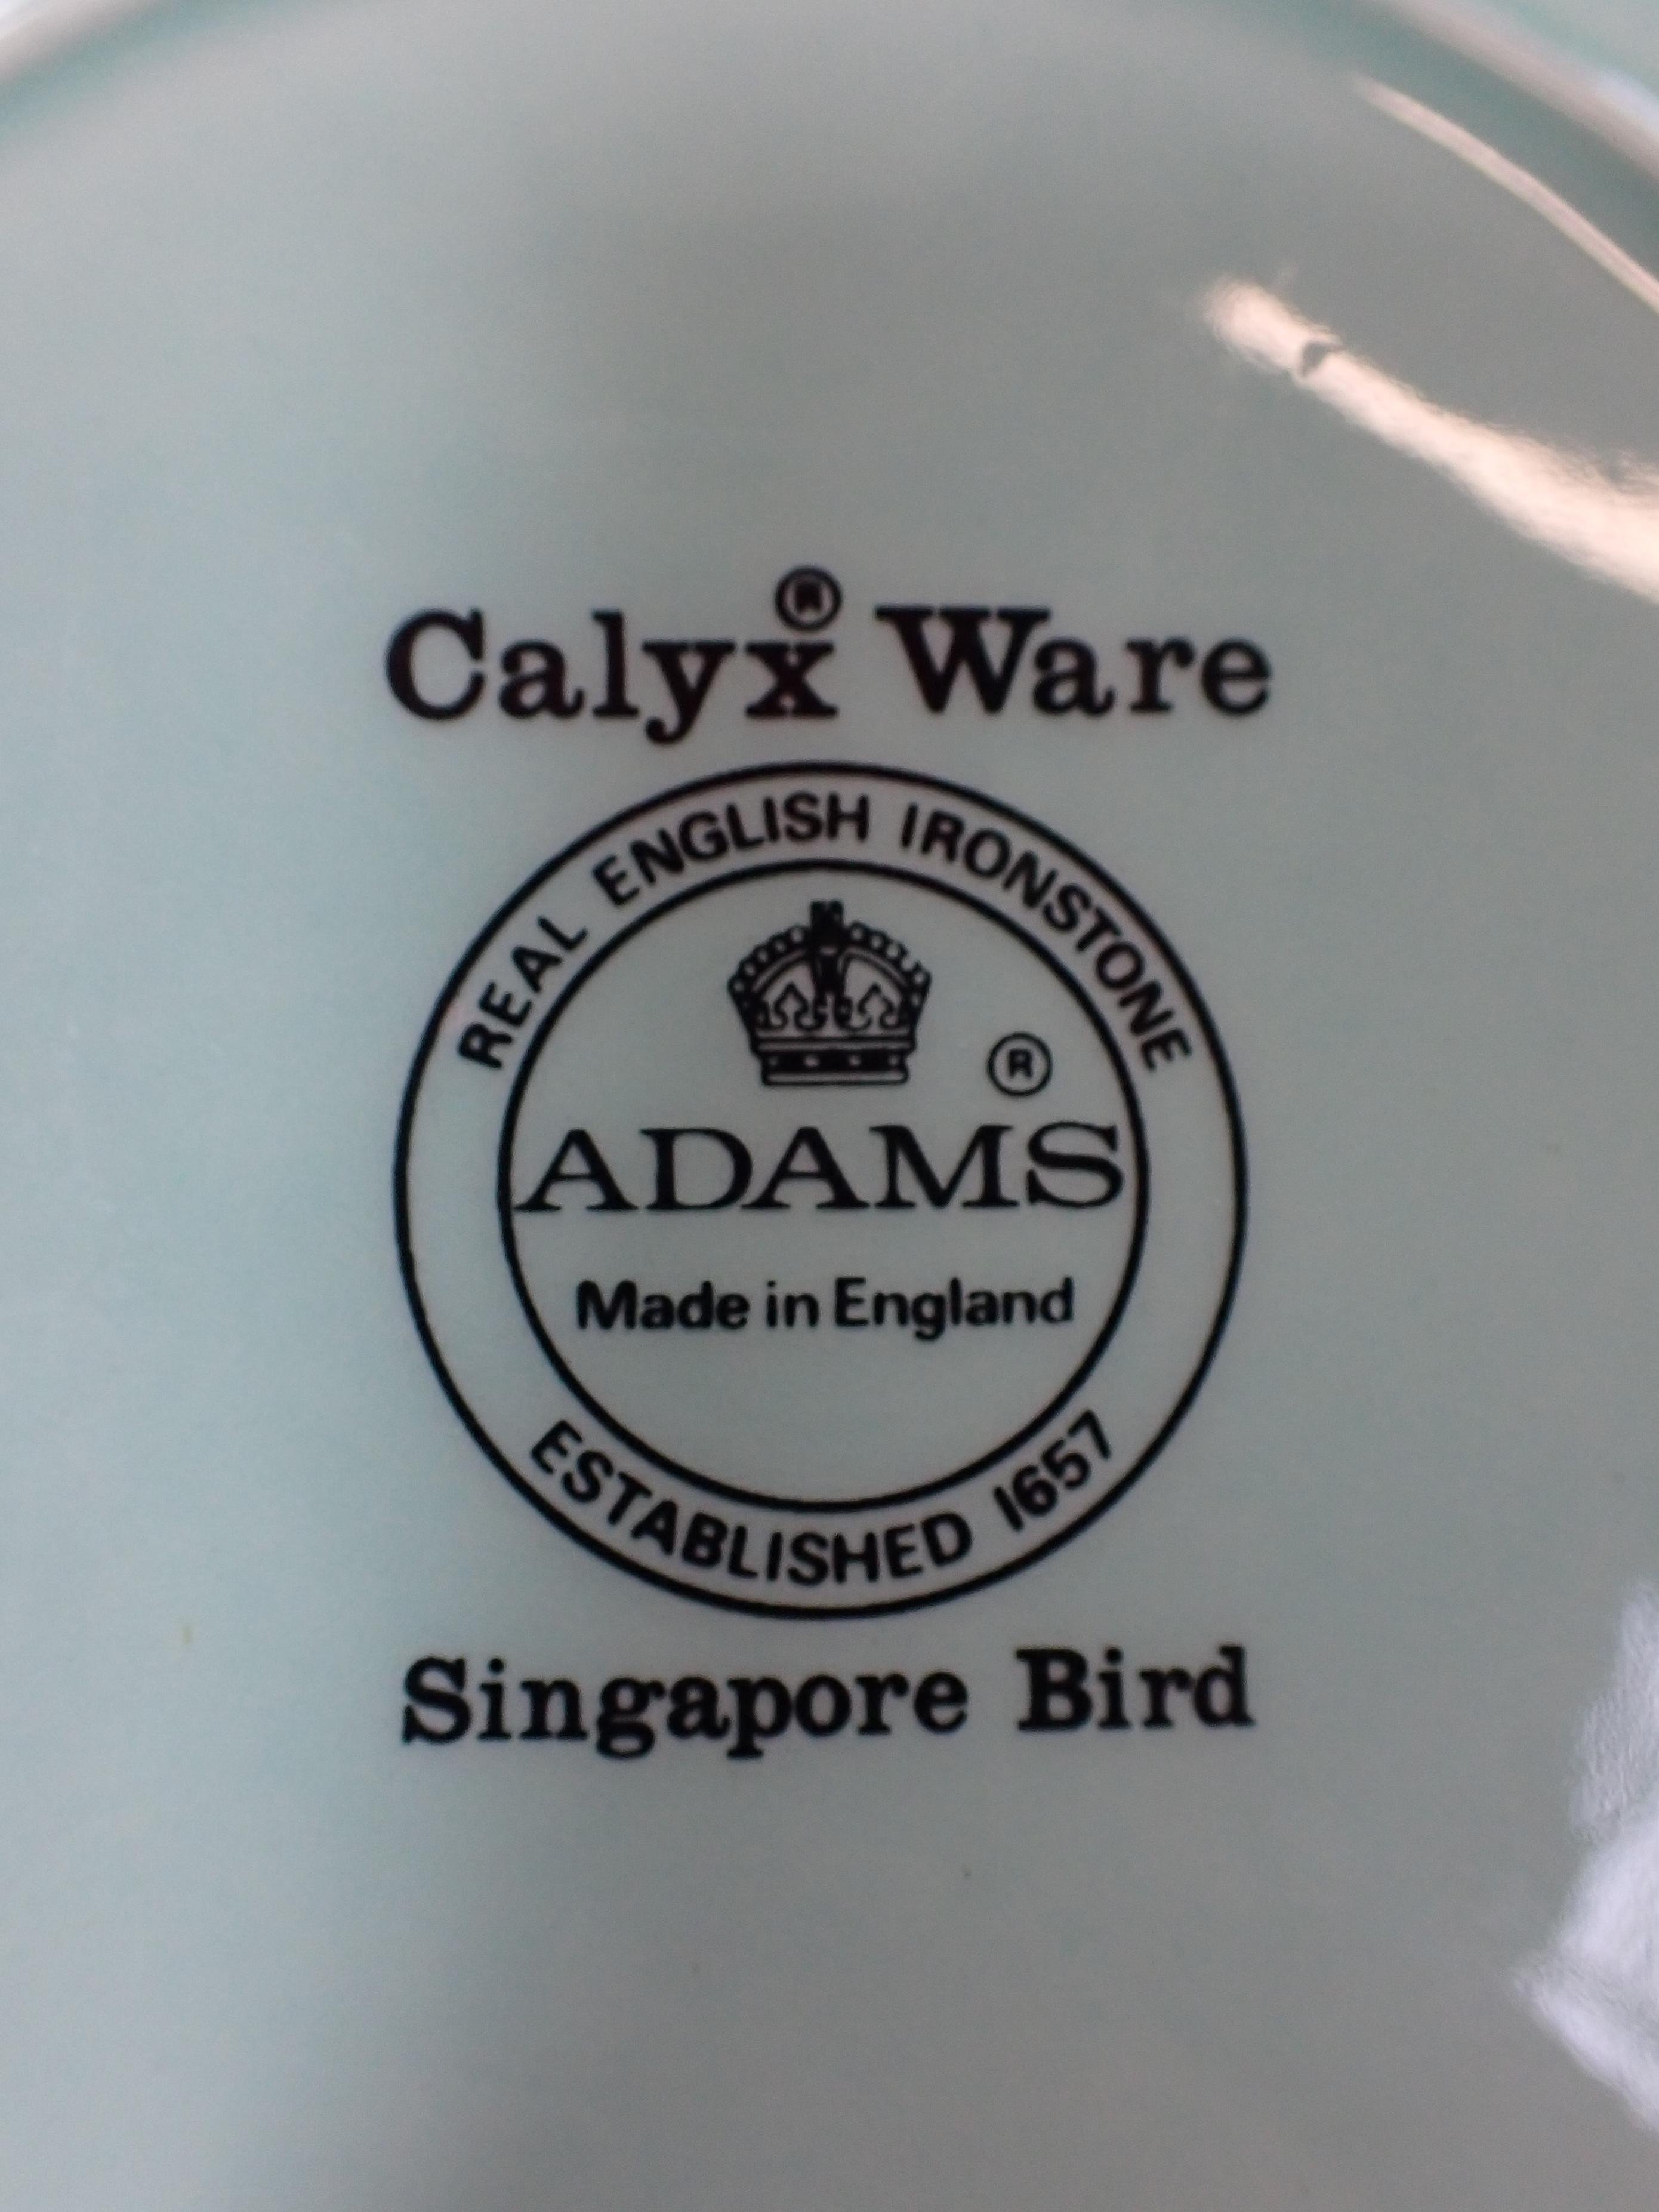 Calyx® Ware
REAL ENGLISH IRONSTONE
®
ADAMS
Made in England
ESTABLISHED 1657
Singapore Bird